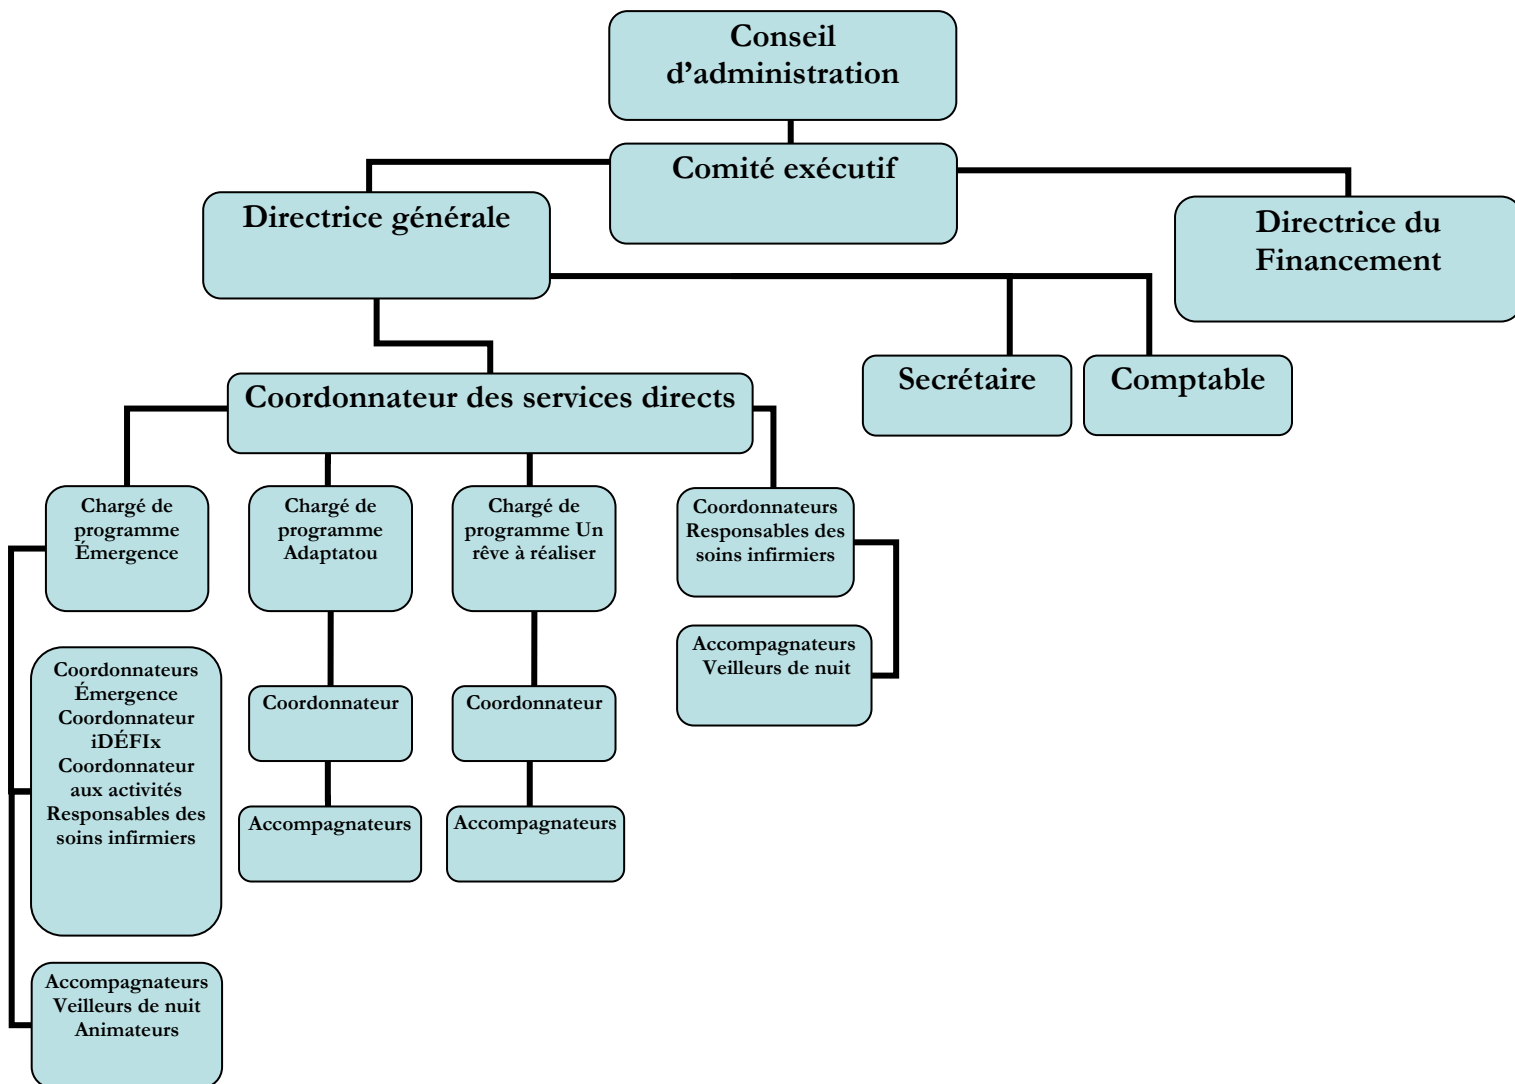 Conseil
d’administration
Comité exécutif
Directrice générale
Directrice du
Financement
Secrétaire
Comptable
Coordonnateur des services directs
Chargé de
programme
Émergence
Chargé de
programme
Adaptatou
Chargé de
programme Un
rêve à réaliser
Coordonnateurs
Responsables des
soins infirmiers
Accompagnateurs
Veilleurs de nuit
Coordonnateurs
Émergence
Coordonnateur
iDÉFIx
Coordonnateur
aux activités
Responsables des
soins infirmiers
Coordonnateur
Coordonnateur
Accompagnateurs
Accompagnateurs
Accompagnateurs
Veilleurs de nuit
Animateurs